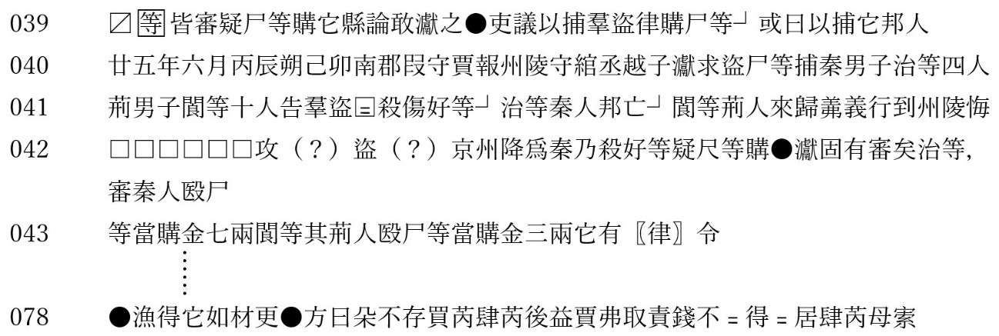 039 〼等皆審疑尸等購它縣論敢讞之●吏議以捕羣盜律購尸等┘或曰以捕它邦人
040 廿五年六月丙辰朔己卯南郡叚守賈報州陵守綰丞越子讞求盜尸等捕秦男子治等四人
041 荊男子閬等十人告羣盜𥁕殺傷好等┘治等秦人邦亡┘閬等荊人來歸羛義行到州陵悔
042 □□□□□□攻（？）盜（？）京州降爲秦乃殺好等疑尺等購●讞固有審矣治等,
審秦人殹尸
043 等當購金七兩閬等其荊人殹尸等當購金三兩它有〖律〗令
078 ●漁得它如材更●方曰朵不存買芮肆芮後益賈弗取責錢不﹦得﹦居肆芮母索